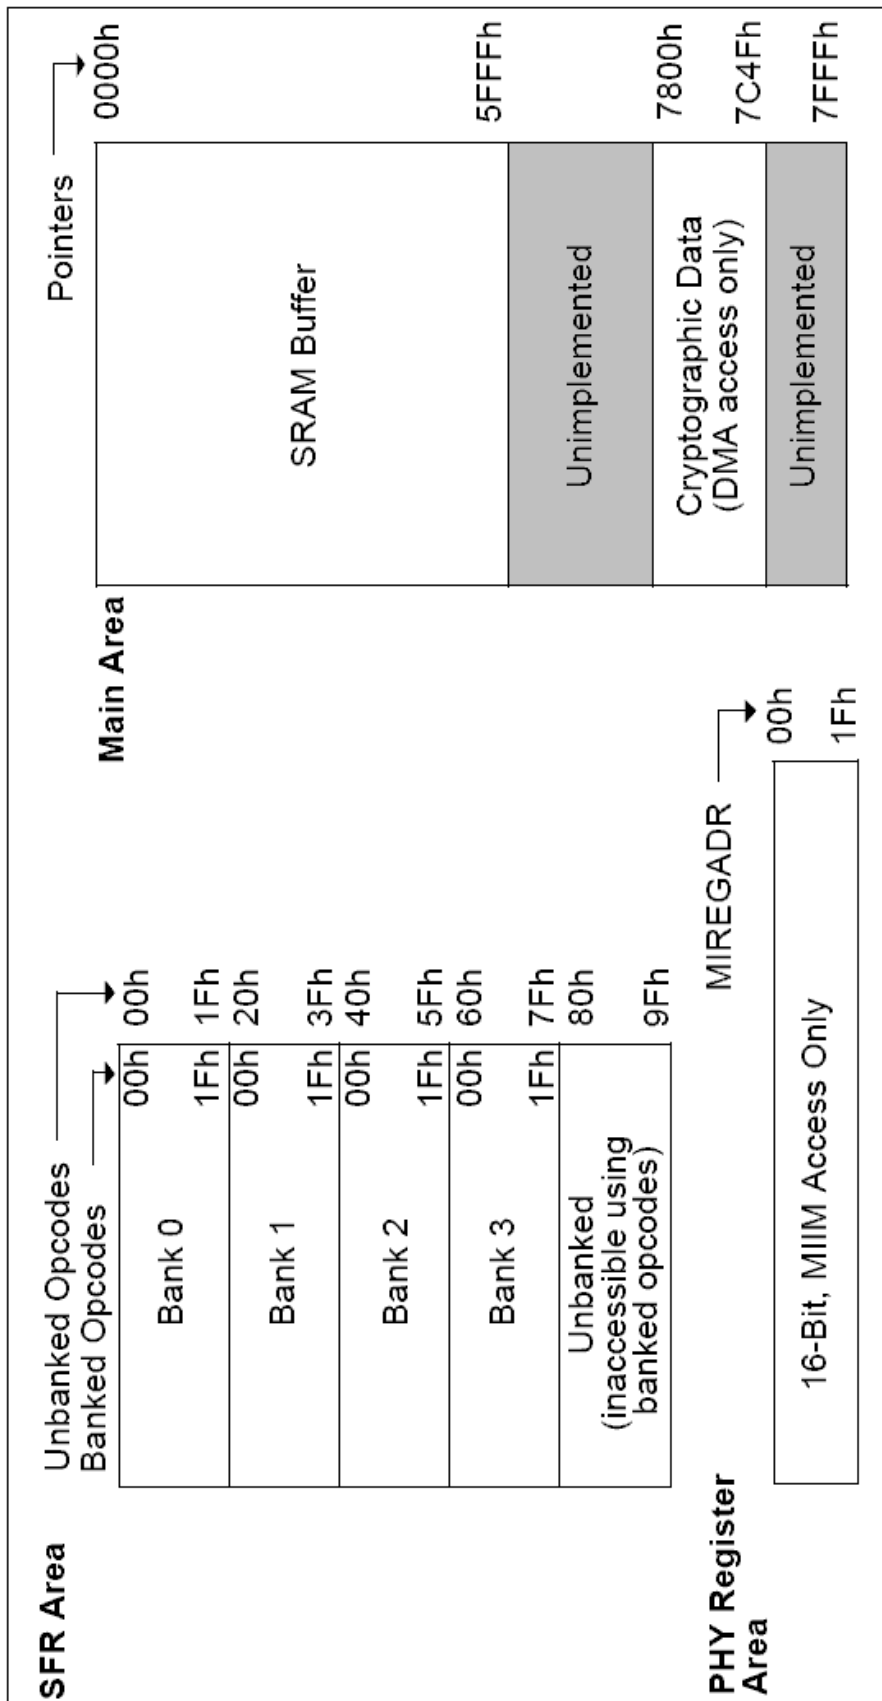 SFR Area
Unbanked Opcodes
Banked Opcodes
Bank 0
00h
00h
1Fh
1Fh
Bank 1
00h
20h
1Fh
3Fh
Bank 2
00h
40h
1Fh
5Fh
Bank 3
00h
60h
1Fh
7Fh
Unbanked
(inaccessible using
banked opcodes)
80h
9Fh
Main Area
Pointers
0000h
SRAM Buffer
5FFFh
Unimplemented
7800h
Cryptographic Data
(DMA access only)
7C4Fh
Unimplemented
7FFFh
PHY Register
Area
MIREGADR
16-Bit, MIIM Access Only
00h
1Fh